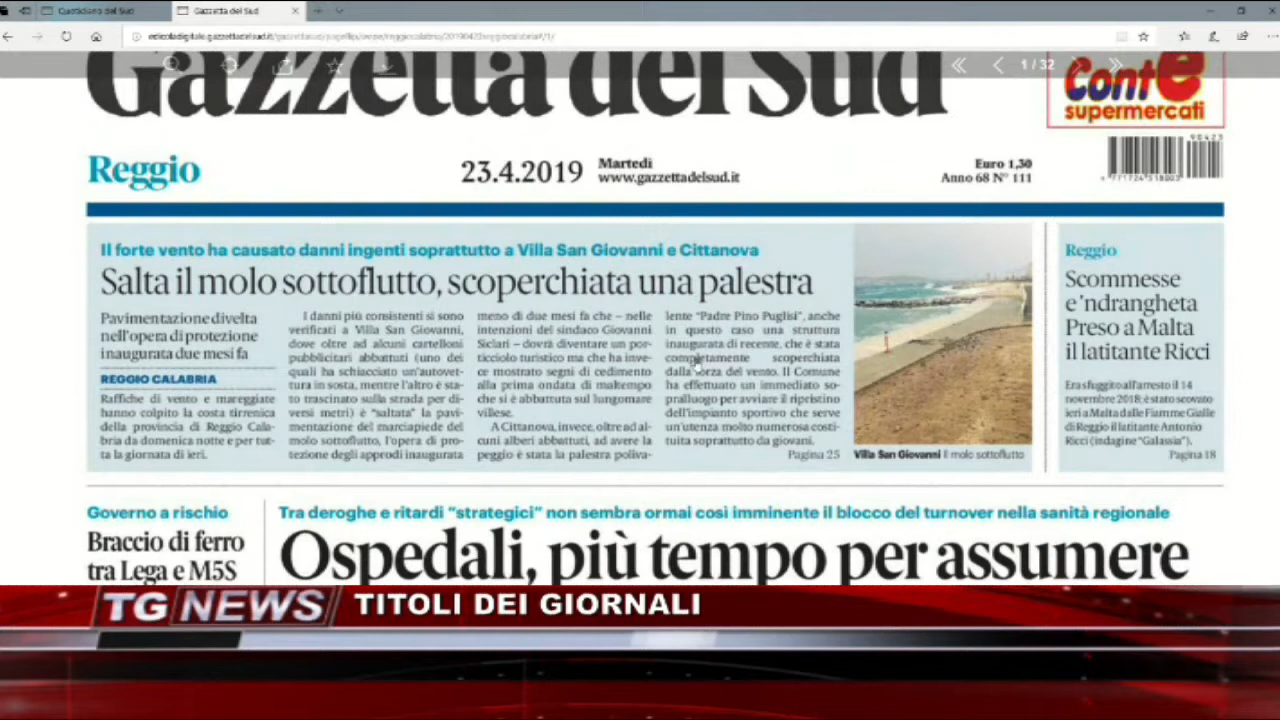 Quotidiano del Sud
Gazzetta del Sud
Gazzetta del Sud
1 / 32
Conte
supermercati
Reggio
23.4.2019
Martedì
www.gazzettadelsud.it
Euro 1,30
Anno 68 N° 111
90423
Il forte vento ha causato danni ingenti soprattutto a Villa San Giovanni e Cittanova
Salta il molo sottoflutto, scoperchiata una palestra
Pavimentazione divelta
nell'opera di protezione
inaugurata due mesi fa
REGGIO CALABRIA
Raffiche di vento e mareggiate
hanno colpito la costa tirrenica
della provincia di Reggio Cala-
bria da domenica notte e per tut-
ta la giornata di ieri.
I danni più consistenti si sono
verificati a Villa San Giovanni,
dove oltre ad alcuni cartelloni
pubblicitari abbattuti (uno dei
quali ha schiacciato un'autovet-
tura in sosta, mentre l'altro è sta-
to trascinato sulla strada per di-
versi metri) è "saltata" la pavi-
mentazione del marciapiede del
molo sottoflutto, l'opera di pro-
tezione degli approdi inaugurata
meno di due mesi fa che – nelle
intenzioni del sindaco Giovanni
Siclari – dovrà diventare un por-
ticciolo turistico ma che ha inve-
ce mostrato segni di cedimento
alla prima ondata di maltempo
che si è abbattuta sul lungomare
villese.
A Cittanova, invece, oltre ad al-
cuni alberi abbattuti, ad avere la
peggio è stata la palestra poliva-
lente "Padre Pino Puglisi", anche
in questo caso una struttura
inaugurata di recente, che è stata
completamente scoperchiata
dalla forza del vento. Il Comune
ha effettuato un immediato so-
pralluogo per avviare il ripristino
dell'impianto sportivo che serve
un'utenza molto numerosa costi-
tuita soprattutto da giovani.
Pagina 25
Villa San Giovanni Il molo sottoflutto
Reggio
Scommesse
e 'ndrangheta
Preso a Malta
il latitante Ricci
Era sfuggito all'arresto il 14
novembre 2018; è stato scovato
ieri a Malta dalle Fiamme Gialle
di Reggio il latitante Antonio
Ricci (indagine "Galassia").
Pagina 18
Governo a rischio
Braccio di ferro
tra Lega e M5S
Tra deroghe e ritardi "strategici" non sembra ormai così imminente il blocco del turnover nella sanità regionale
Ospedali, più tempo per assumere
TG NEWS
TITOLI DEI GIORNALI